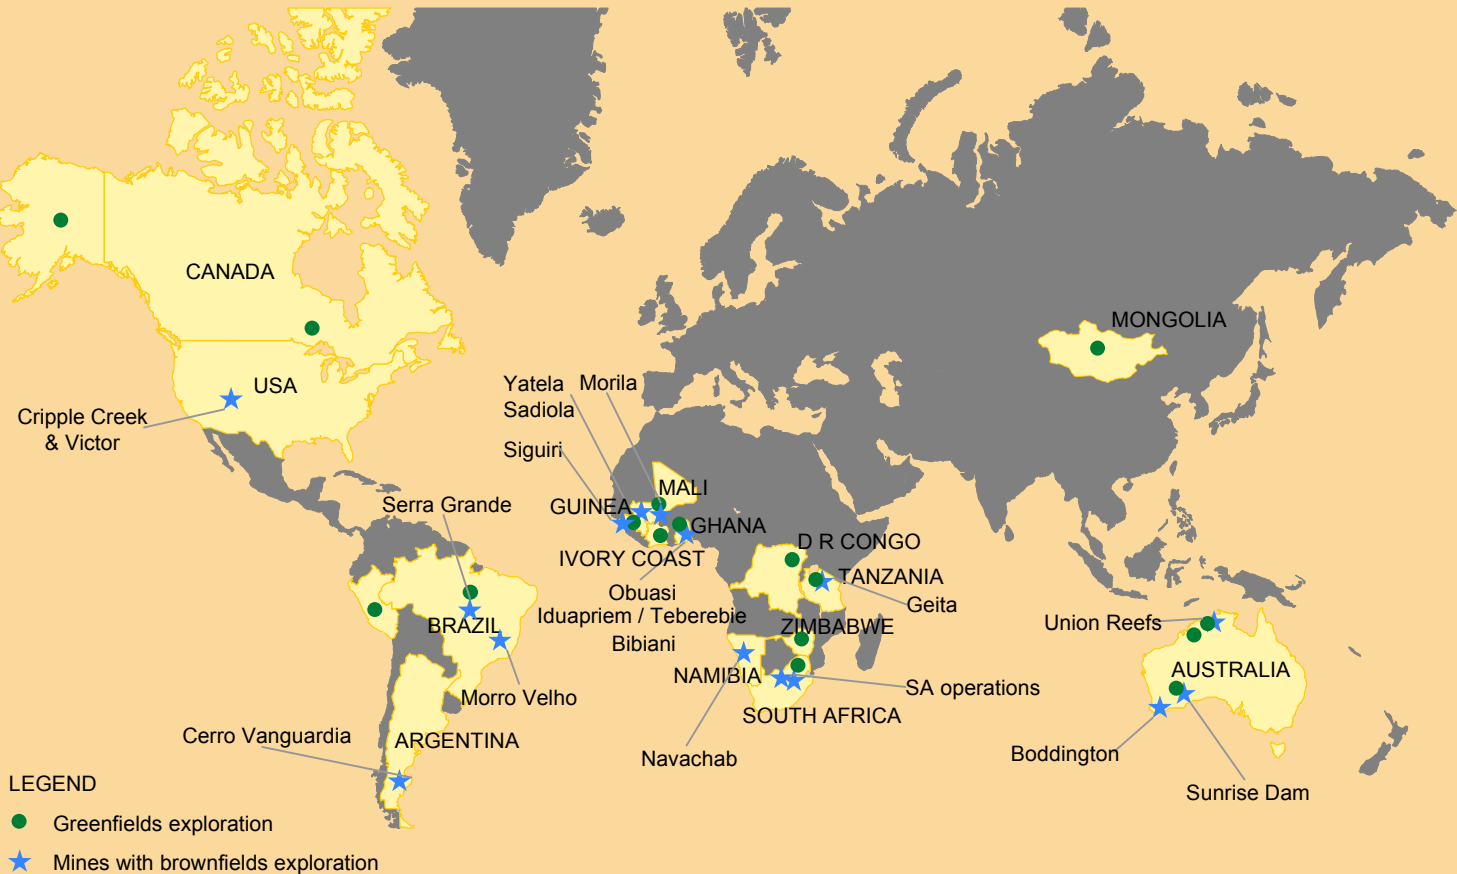 CANADA
USA
Cripple Creek
& Victor
MONGOLIA
Yatela
Sadiola
Morila
Siguiri
Serra Grande
MALI
GUINEA
GHANA
IVORY COAST
D R CONGO
Obuasi
Iduapriem / Teberebie
Bibiani
TANZANIA
Geita
BRAZIL
ZIMBABWE
Union Reefs
NAMIBIA
AUSTRALIA
Morro Velho
SA operations
SOUTH AFRICA
Cerro Vanguardia
ARGENTINA
Navachab
Boddington
Sunrise Dam
LEGEND
Greenfields exploration
Mines with brownfields exploration